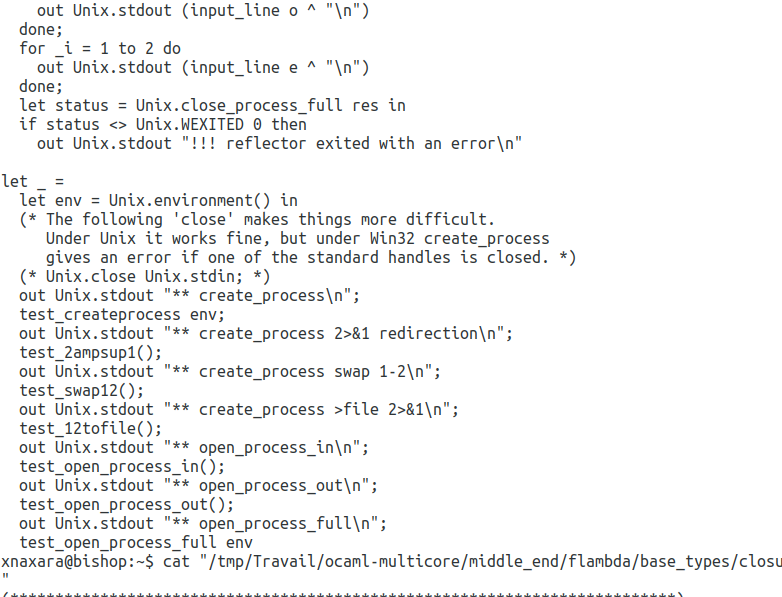 out Unix.stdout (input_line o ^ "\n")
  done;
  for _i = 1 to 2 do
    out Unix.stdout (input_line e ^ "\n")
  done;
  let status = Unix.close_process_full res in
  if status <> Unix.WEXITED 0 then
    out Unix.stdout "!!! reflector exited with an error\n"

let _ =
  let env = Unix.environment() in
  (* The following 'close' makes things more difficult.
     Under Unix it works fine, but under Win32 create_process
     gives an error if one of the standard handles is closed. *)
  (* Unix.close Unix.stdin; *)
  out Unix.stdout "** create_process\n";
  test_createprocess env;
  out Unix.stdout "** create_process 2>&1 redirection\n";
  test_2ampsup1();
  out Unix.stdout "** create_process swap 1-2\n";
  test_swap12();
  out Unix.stdout "** create_process >file 2>&1\n";
  test_12tofile();
  out Unix.stdout "** open_process_in\n";
  test_open_process_in();
  out Unix.stdout "** open_process_out\n";
  test_open_process_out();
  out Unix.stdout "** open_process_full\n";
  test_open_process_full env
xnaxara@bishop:~$ cat "/tmp/Travail/ocaml-multicore/middle_end/flambda/base_types/closu
"
(**************************************************************************)